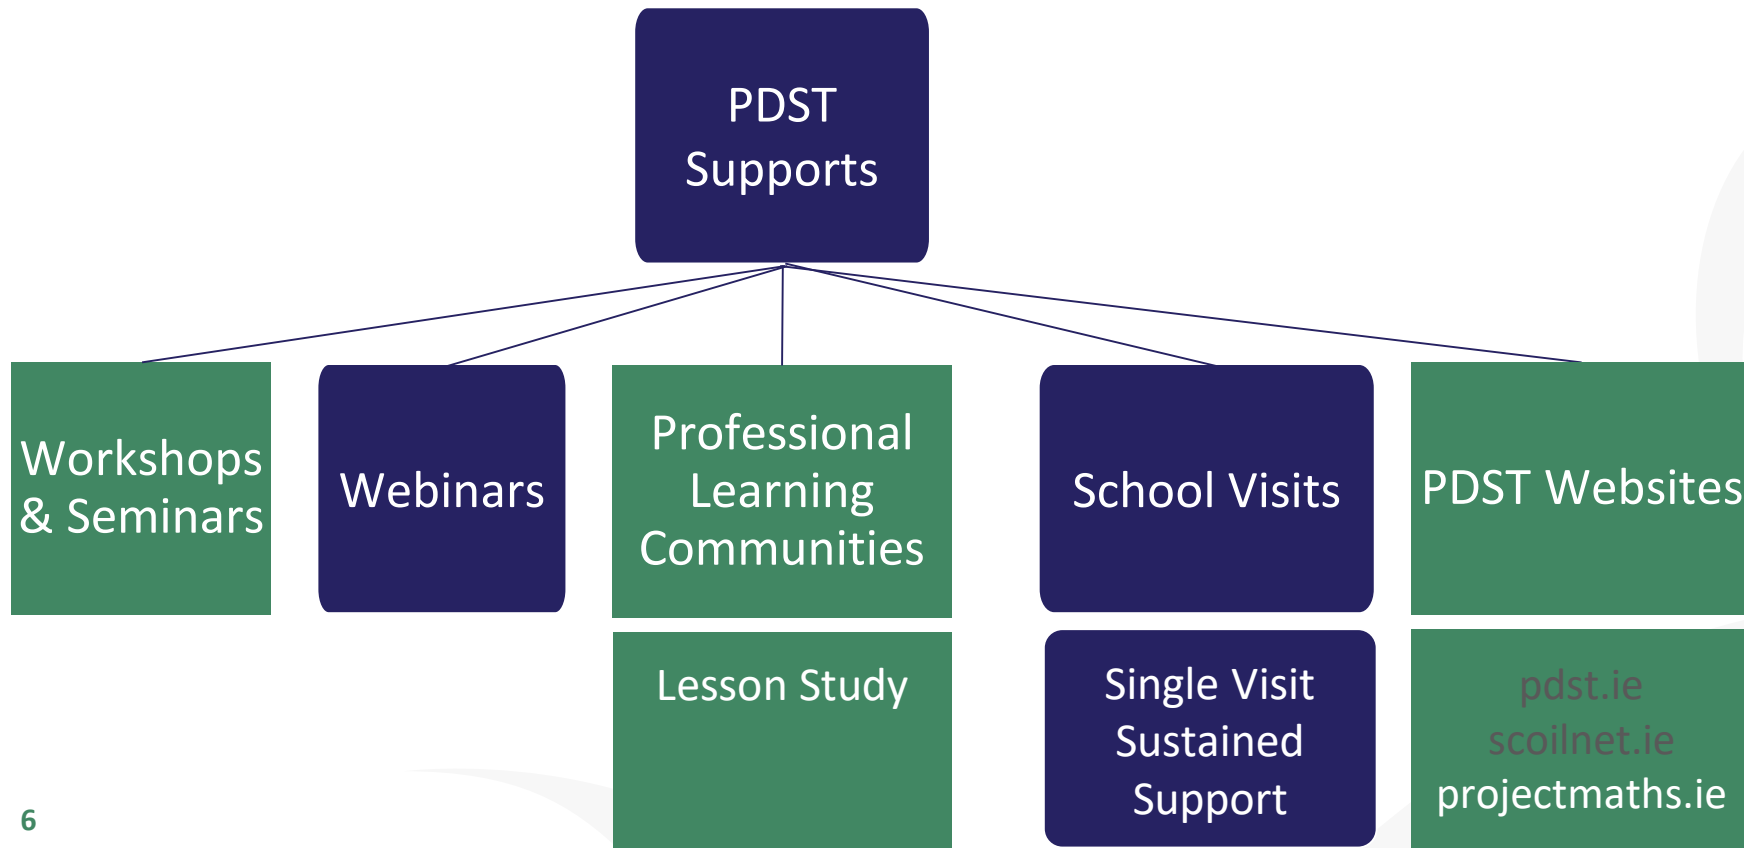 PDST
Supports
Workshops
& Seminars
Webinars
Professional
Learning
Communities
School Visits
PDST Websites
Lesson Study
Single Visit
Sustained
Support
pdst.ie
scoilnet.ie
projectmaths.ie
6